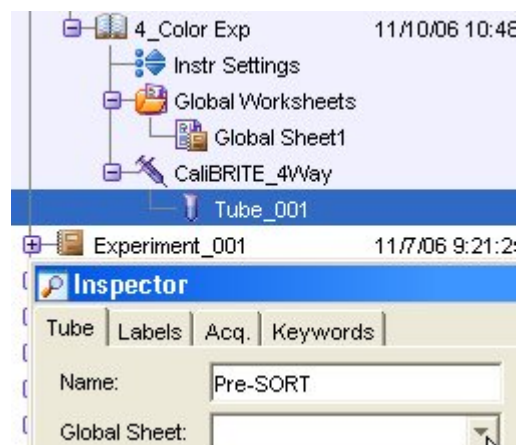 4_Color Exp 11/10/06 10:48
Instr Settings
Global Worksheets
Global Sheet1
CaliBRITE_4Way
Tube_001
Experiment_001 11/7/06 9:21:2
Inspector
Tube Labels Acq. Keywords
Name: Pre-SORT
Global Sheet: